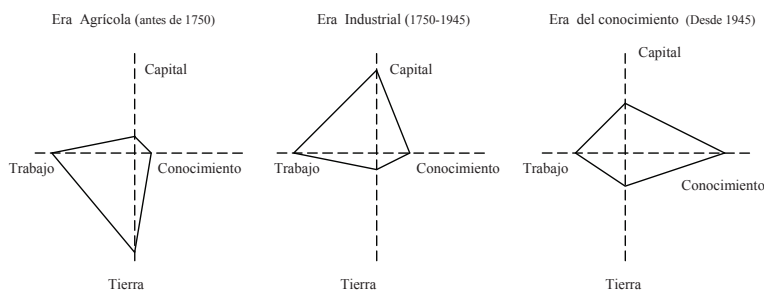 Era Agrícola (antes de 1750)
Era Industrial (1750-1945)
Era del conocimiento (Desde 1945)
Capital
Capital
Capital
Trabajo
Conocimiento
Trabajo
Conocimiento
Trabajo
Conocimiento
Tierra
Tierra
Tierra